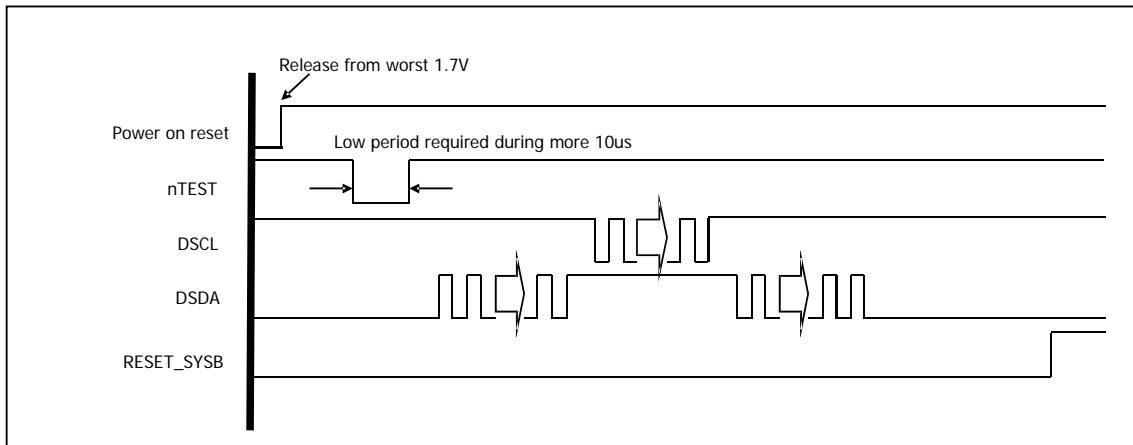 Release from worst 1.7V
Power on reset
Low period required during more 10us
nTEST
DSCL
DSDA
RESET_SYSB